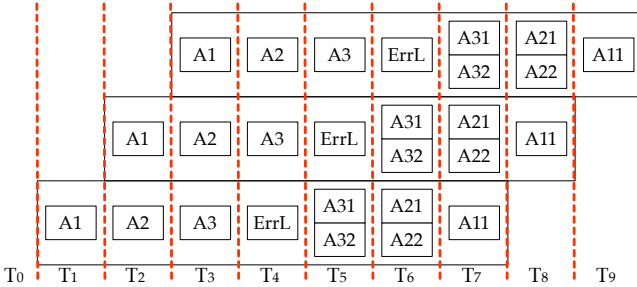 A1 A2 A3 ErrL A31 A21 A11
A32 A22
A1 A2 A3 ErrL A31 A21 A11
A32 A22
A1 A2 A3 ErrL A31 A21 A11
A32 A22
T0 T1 T2 T3 T4 T5 T6 T7 T8 T9